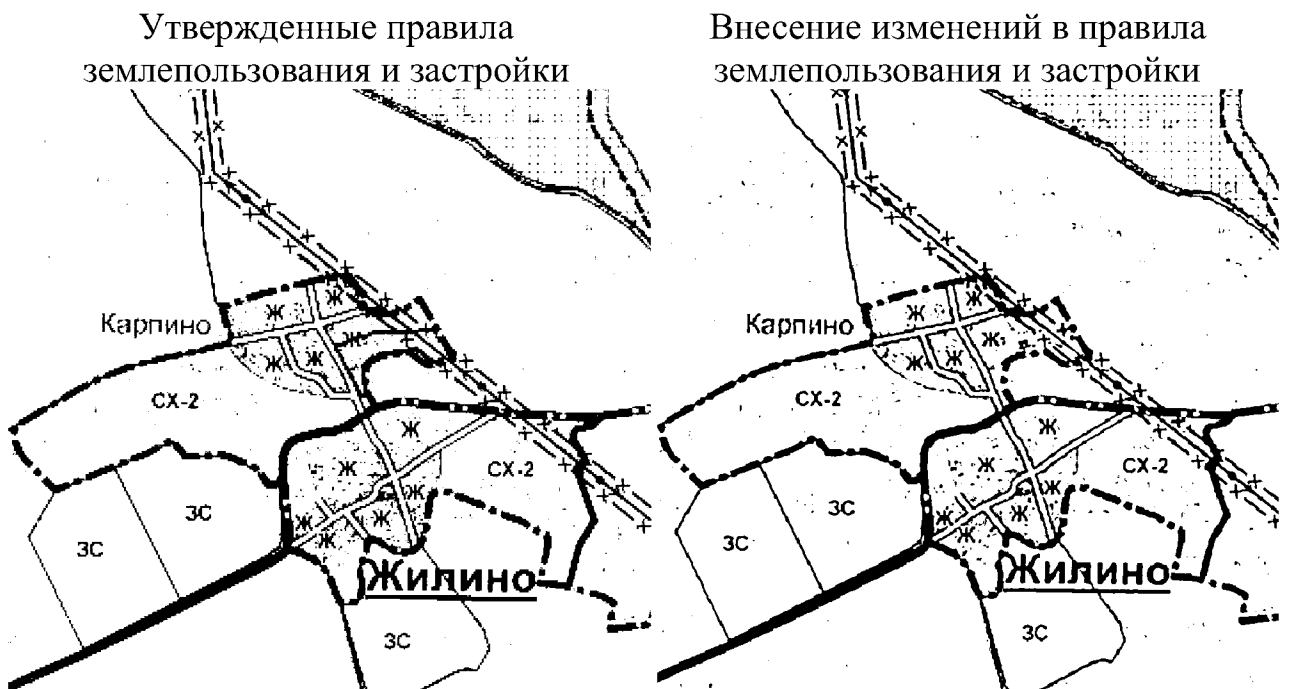 Утвержденные правила
землепользования и застройки
Ж
Ж
Карпино
Ж
Ж
Ж
СХ-2
Ж
Ж
СХ-2
Ж
ЗС
Ж
Ж
Ж
Ж
ЗС
Жилино
ЗС
Внесение изменений в правила
землепользования и застройки
Ж
Ж
Карпино
Ж
Ж
Ж
СХ-2
Ж
Ж
СХ-2
Ж
ЗС
Ж
Ж
Ж
Ж
ЗС
Жилино
ЗС